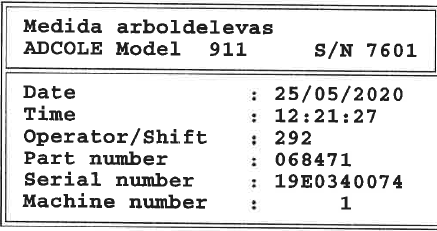 Medida arboldelevas
ADCOLE Model 911 S/N 7601
Date : 25/05/2020
Time : 12:21:27
Operator/Shift : 292
Part number : 068471
Serial number : 19E0340074
Machine number : 1